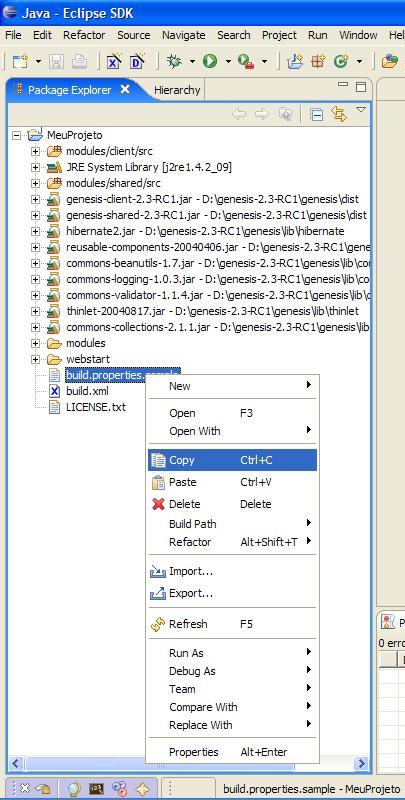 Java - Eclipse SDK
File Edit Refactor Source Navigate Search Project Run Window Hel
Package Explorer Hierarchy
MeuProjeto
modules/client/src
JRE System Library [j2re1.4.2_09]
modules/shared/src
genesis-client-2.3-RC1.jar - D:\genesis-2.3-RC1\genesis\dist
genesis-shared-2.3-RC1.jar - D:\genesis-2.3-RC1\genesis\dist
hibernate2.jar - D:\genesis-2.3-RC1\genesis\lib\hibernate
reusable-components-20040406.jar - D:\genesis-2.3-RC1\gene
commons-beanutils-1.7.jar - D:\genesis-2.3-RC1\genesis\lib\co
commons-logging-1.0.3.jar - D:\genesis-2.3-RC1\genesis\lib\con
commons-validator-1.1.4.jar - D:\genesis-2.3-RC1\genesis\lib\c
thinlet-20040817.jar - D:\genesis-2.3-RC1\genesis\lib\thinlet
commons-collections-2.1.1.jar - D:\genesis-2.3-RC1\genesis\lib
modules
webstart
build.properties.sample
build.xml
LICENSE.txt
New
Open F3
Open With
Copy Ctrl+C
Paste Ctrl+V
Delete Delete
Build Path
Refactor Alt+Shift+T
Import...
Export...
Refresh F5
Run As
Debug As
Team
Compare With
Replace With
Properties Alt+Enter
P
0 erro
build.properties.sample - MeuProjeto